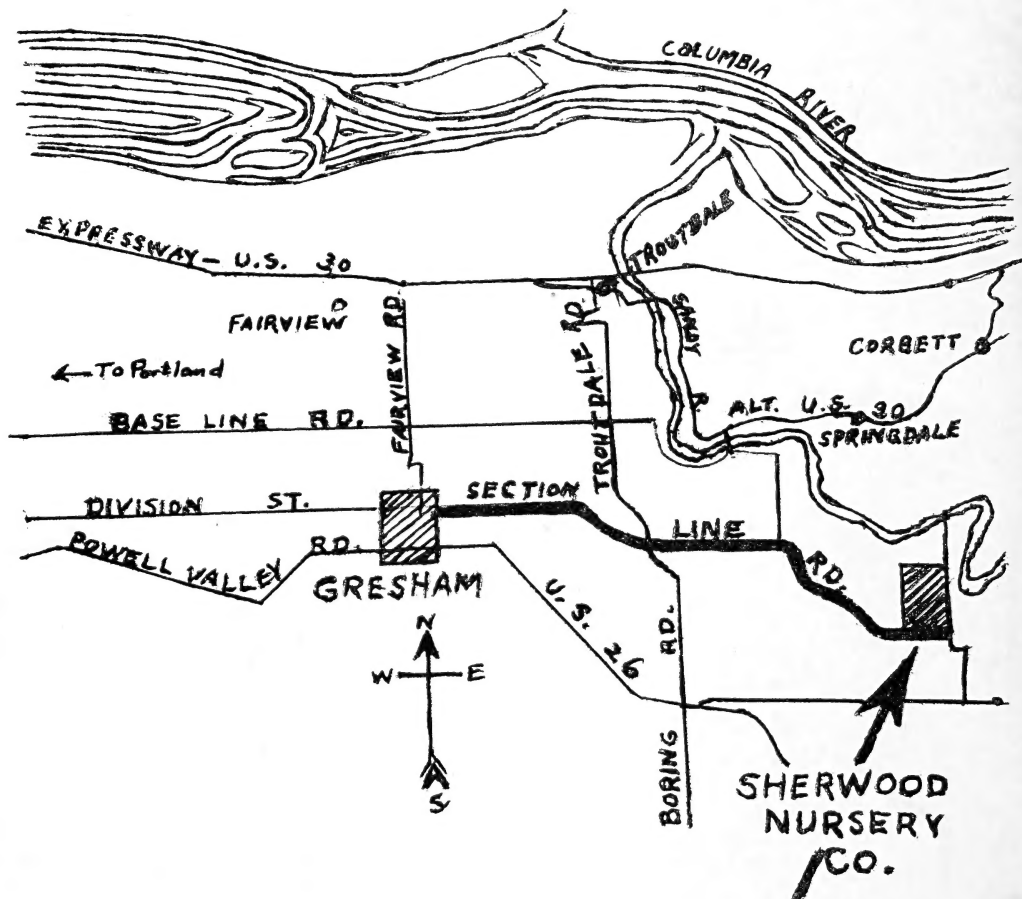 COLUMBIA
RIVER
TROUTDALE
EXPRESSWAY - U.S. 30
FAIRVIEW
FAIRVIEW RD.
TROUTDALE RD.
SANDY
R.
CORBETT
← To Portland
ALT. U.S. 30
SPRINGDALE
BASE LINE RD.
DIVISION ST.
SECTION
LINE
RD.
POWELL VALLEY RD.
GRESHAM
U.S. 26
N
W E
S
BORING RD.
SHERWOOD
NURSERY
CO.